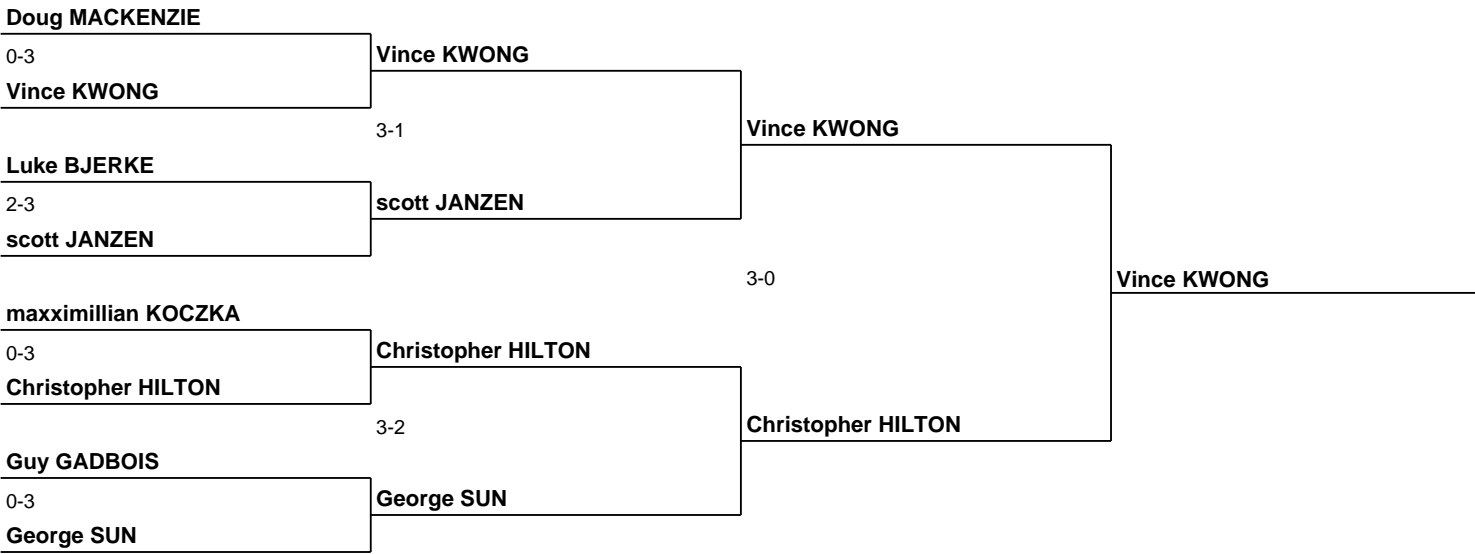 Doug MACKENZIE
0-3
Vince KWONG
Vince KWONG
3-1
Vince KWONG
Luke BJERKE
2-3
scott JANZEN
scott JANZEN
3-0
Vince KWONG
maxximillian KOCZKA
0-3
Christopher HILTON
Christopher HILTON
3-2
Christopher HILTON
Guy GADBOIS
0-3
George SUN
George SUN